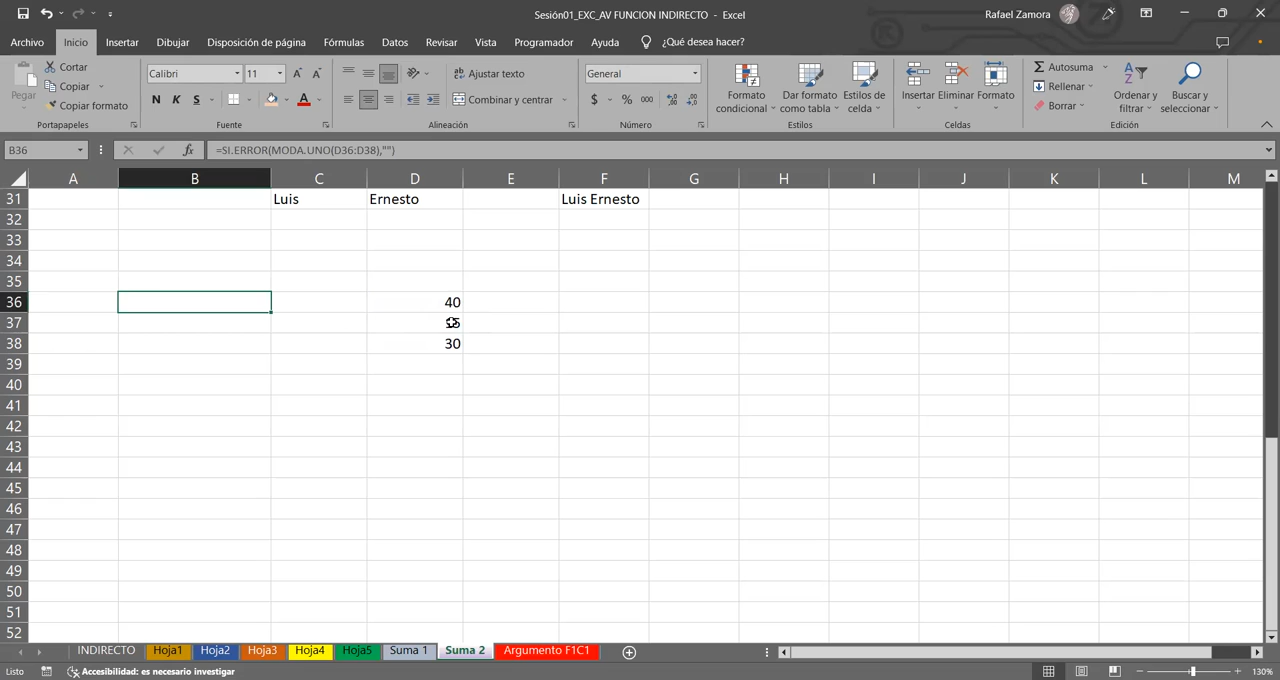 Sesión01_EXC_AV FUNCION INDIRECTO - Excel
Rafael Zamora
Archivo Inicio Insertar Dibujar Disposición de página Fórmulas Datos Revisar Vista Programador Ayuda ¿Qué desea hacer?
Pegar
Cortar
Copiar
Copiar formato
Portapapeles
Calibri 11
N K S
Fuente
Ajustar texto
Combinar y centrar
Alineación
General
$ % 000
Número
Formato condicional
Dar formato como tabla
Estilos de celda
Estilos
Insertar Eliminar Formato
Celdas
Autosuma
Rellenar
Borrar
Ordenar y filtrar
Buscar y seleccionar
Edición
B36 fx =SI.ERROR(MODA.UNO(D36:D38),"")
A B C D E F G H I J K L M
31 Luis Ernesto Luis Ernesto
32
33
34
35
36 40
37
38 30
39
40
41
42
43
44
45
46
47
48
49
50
51
52
INDIRECTO Hoja1 Hoja2 Hoja3 Hoja4 Hoja5 Suma 1 Suma 2 Argumento F1C1
Listo Accesibilidad: es necesario investigar 130%